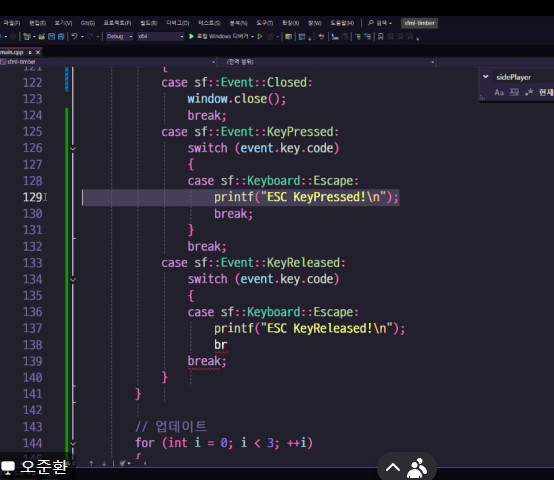 파일(F) 편집(E) 보기(V) Git(G) 프로젝트(P) 빌드(B) 디버그(D) 테스트(S) 분석(N) 도구(T) 확장(X) 창(W) 도움말(H) 검색 sfml-timber
Debug x64 로컬 Windows 디버거
main.cpp
sfml-timber (전역 범위)
sidePlayer
Aa
현재
121 {
122 case sf::Event::Closed:
123 window.close();
124 break;
125 case sf::Event::KeyPressed:
126 switch (event.key.code)
127 {
128 case sf::Keyboard::Escape:
129 printf("ESC KeyPressed!\n");
130 break;
131 }
132 break;
133 case sf::Event::KeyReleased:
134 switch (event.key.code)
135 {
136 case sf::Keyboard::Escape:
137 printf("ESC KeyReleased!\n");
138 br
139 break;
140 }
141 }
142
143 // 업데이트
144 for (int i = 0; i < 3; ++i)
{
오준환